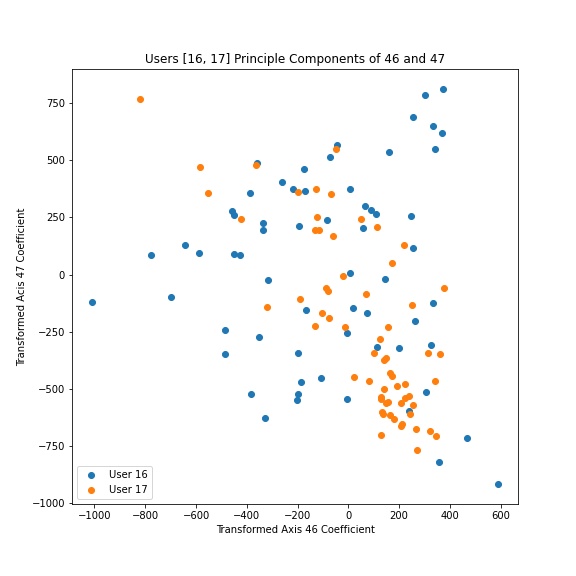 Users [16, 17] Principle Components of 46 and 47
Transformed Acis 47 Coefficient
750
500
250
0
−250
−500
−750
−1000
User 16
User 17
−1000 −800 −600 −400 −200 0 200 400 600
Transformed Axis 46 Coefficient